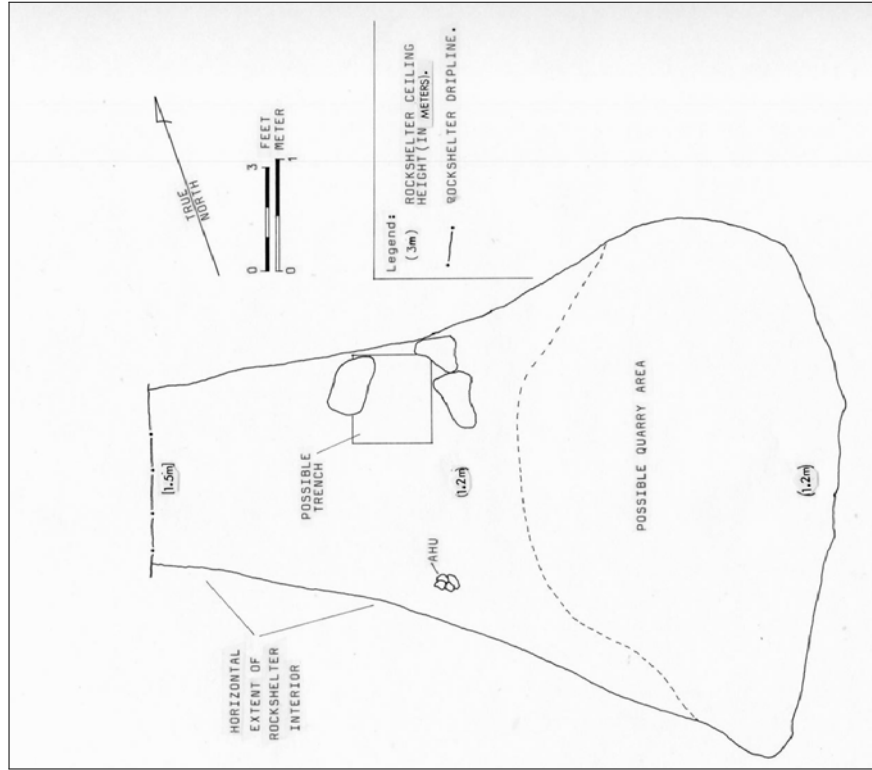 TRUE
NORTH
0 3 FEET
0 1 METER
Legend:
(3m) ROCKSHELTER CEILING
HEIGHT (IN METERS).
ROCKSHELTER DRIPLINE.
[1.5m]
POSSIBLE
TRENCH
(1.2m)
AHU
POSSIBLE QUARRY AREA
(1.2m)
HORIZONTAL
EXTENT OF
ROCKSHELTER
INTERIOR